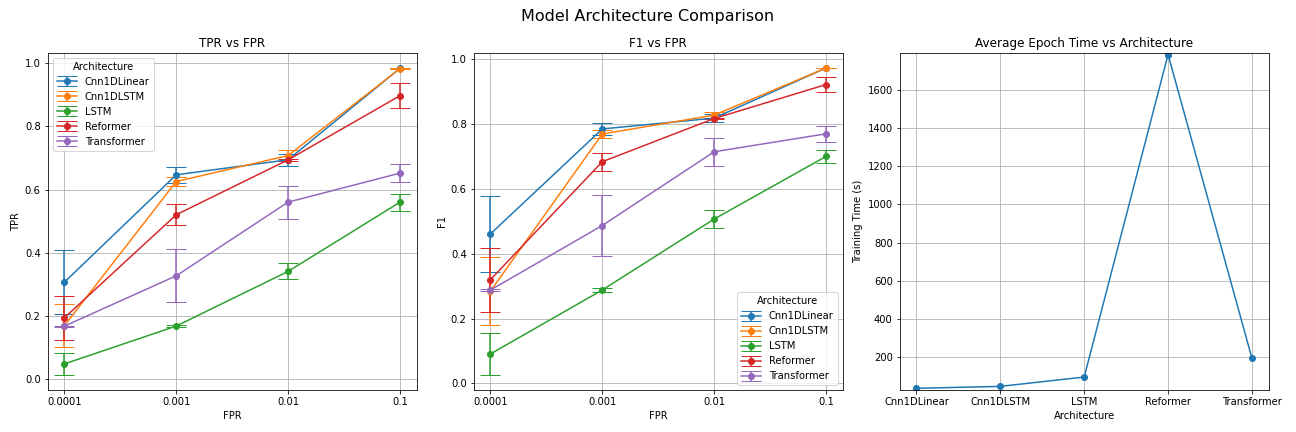 Model Architecture Comparison
TPR vs FPR
TPR
1.0
0.8
0.6
0.4
0.2
0.0
Architecture
Cnn1DLinear
Cnn1DLSTM
LSTM
Reformer
Transformer
0.0001
0.001
0.01
0.1
FPR
F1 vs FPR
F1
1.0
0.8
0.6
0.4
0.2
0.0
Architecture
Cnn1DLinear
Cnn1DLSTM
LSTM
Reformer
Transformer
0.0001
0.001
0.01
0.1
FPR
Average Epoch Time vs Architecture
Training Time (s)
1600
1400
1200
1000
800
600
400
200
Cnn1DLinear
Cnn1DLSTM
LSTM
Reformer
Transformer
Architecture